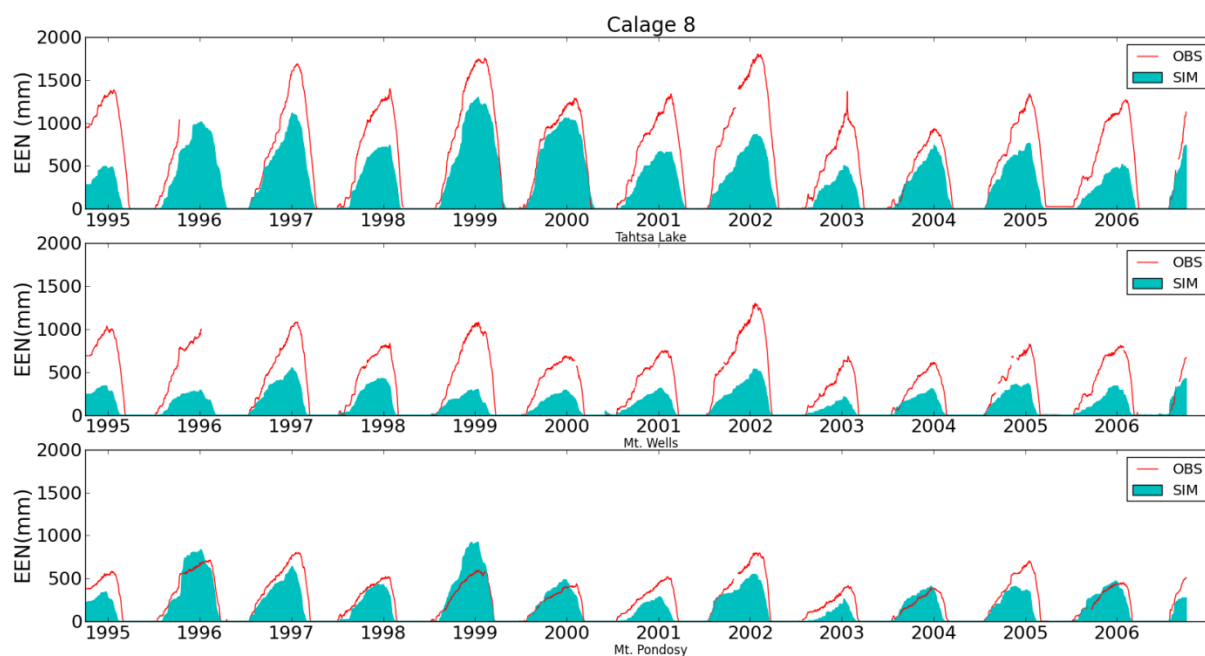 Calage 8
EEN (mm)
2000
1500
1000
500
0
OBS
SIM
1995 1996 1997 1998 1999 2000 2001 2002 2003 2004 2005 2006
Tahtsa Lake
EEN(mm)
2000
1500
1000
500
0
OBS
SIM
1995 1996 1997 1998 1999 2000 2001 2002 2003 2004 2005 2006
Mt. Wells
EEN(mm)
2000
1500
1000
500
0
OBS
SIM
1995 1996 1997 1998 1999 2000 2001 2002 2003 2004 2005 2006
Mt. Pondosy